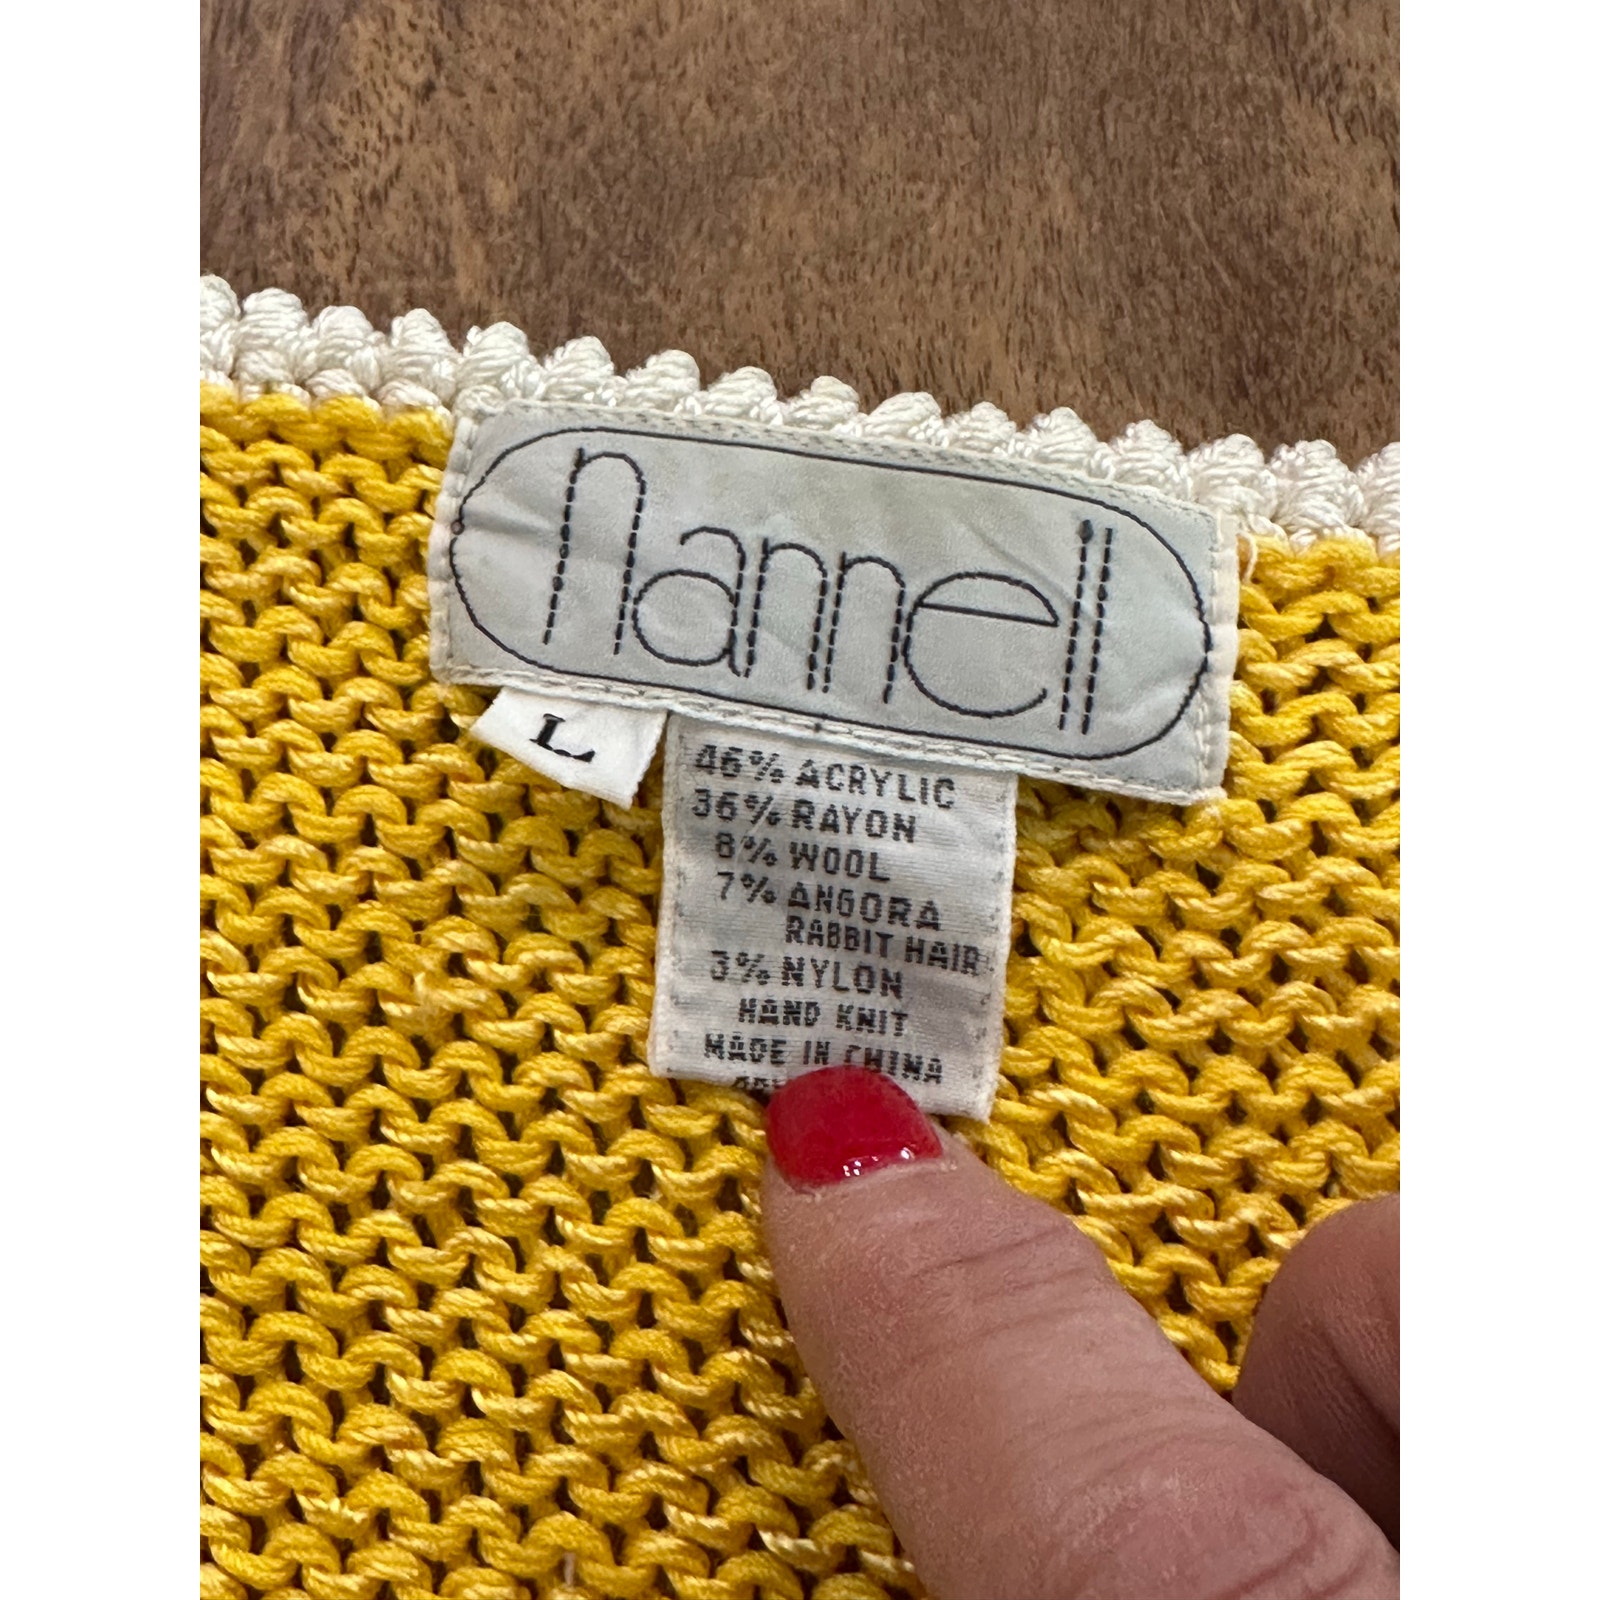 nannell
L
46% ACRYLIC
36% RAYON
8% WOOL
7% ANGORA
RABBIT HAIR
3% NYLON
HAND KNIT
MADE IN CHINA